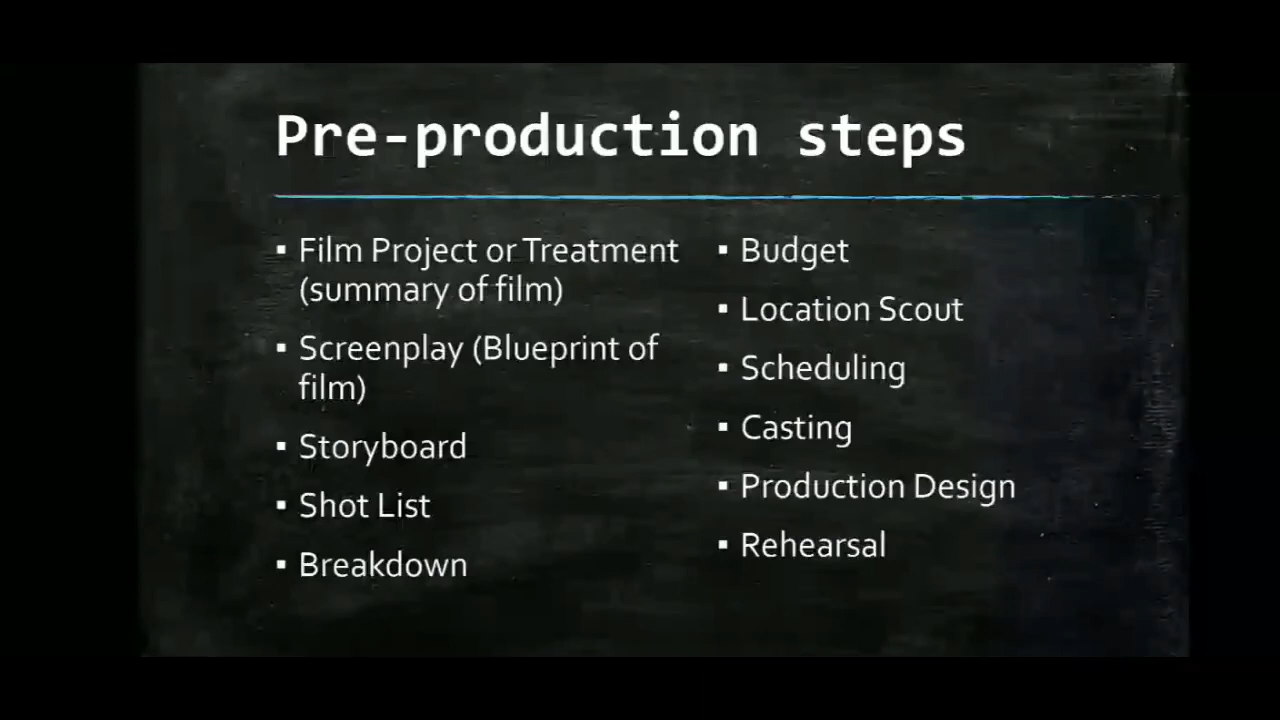 Pre-production steps
▪ Film Project or Treatment
(summary of film)
▪ Screenplay (Blueprint of
film)
▪ Storyboard
▪ Shot List
▪ Breakdown
▪ Budget
▪ Location Scout
▪ Scheduling
▪ Casting
▪ Production Design
▪ Rehearsal